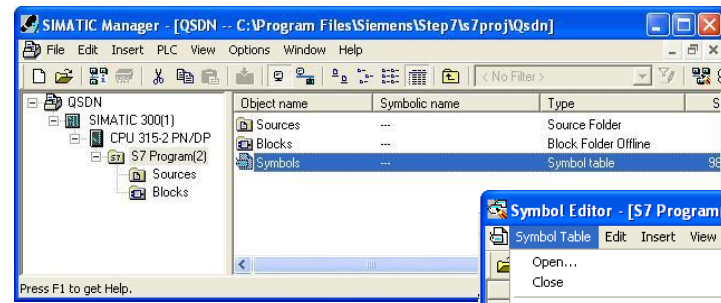 SIMATIC Manager - [QSDN -- C:\Program Files\Siemens\Step7\s7proj\Qsdn]
File Edit Insert PLC View Options Window Help
< No Filter >
QSDN
SIMATIC 300(1)
CPU 315-2 PN/DP
S7 Program(2)
Sources
Blocks
Object name Symbolic name Type S
Sources --- Source Folder
Blocks --- Block Folder Offline
Symbols --- Symbol table 98
Press F1 to get Help.
Symbol Editor - [S7 Program
Symbol Table Edit Insert View
Open...
Close